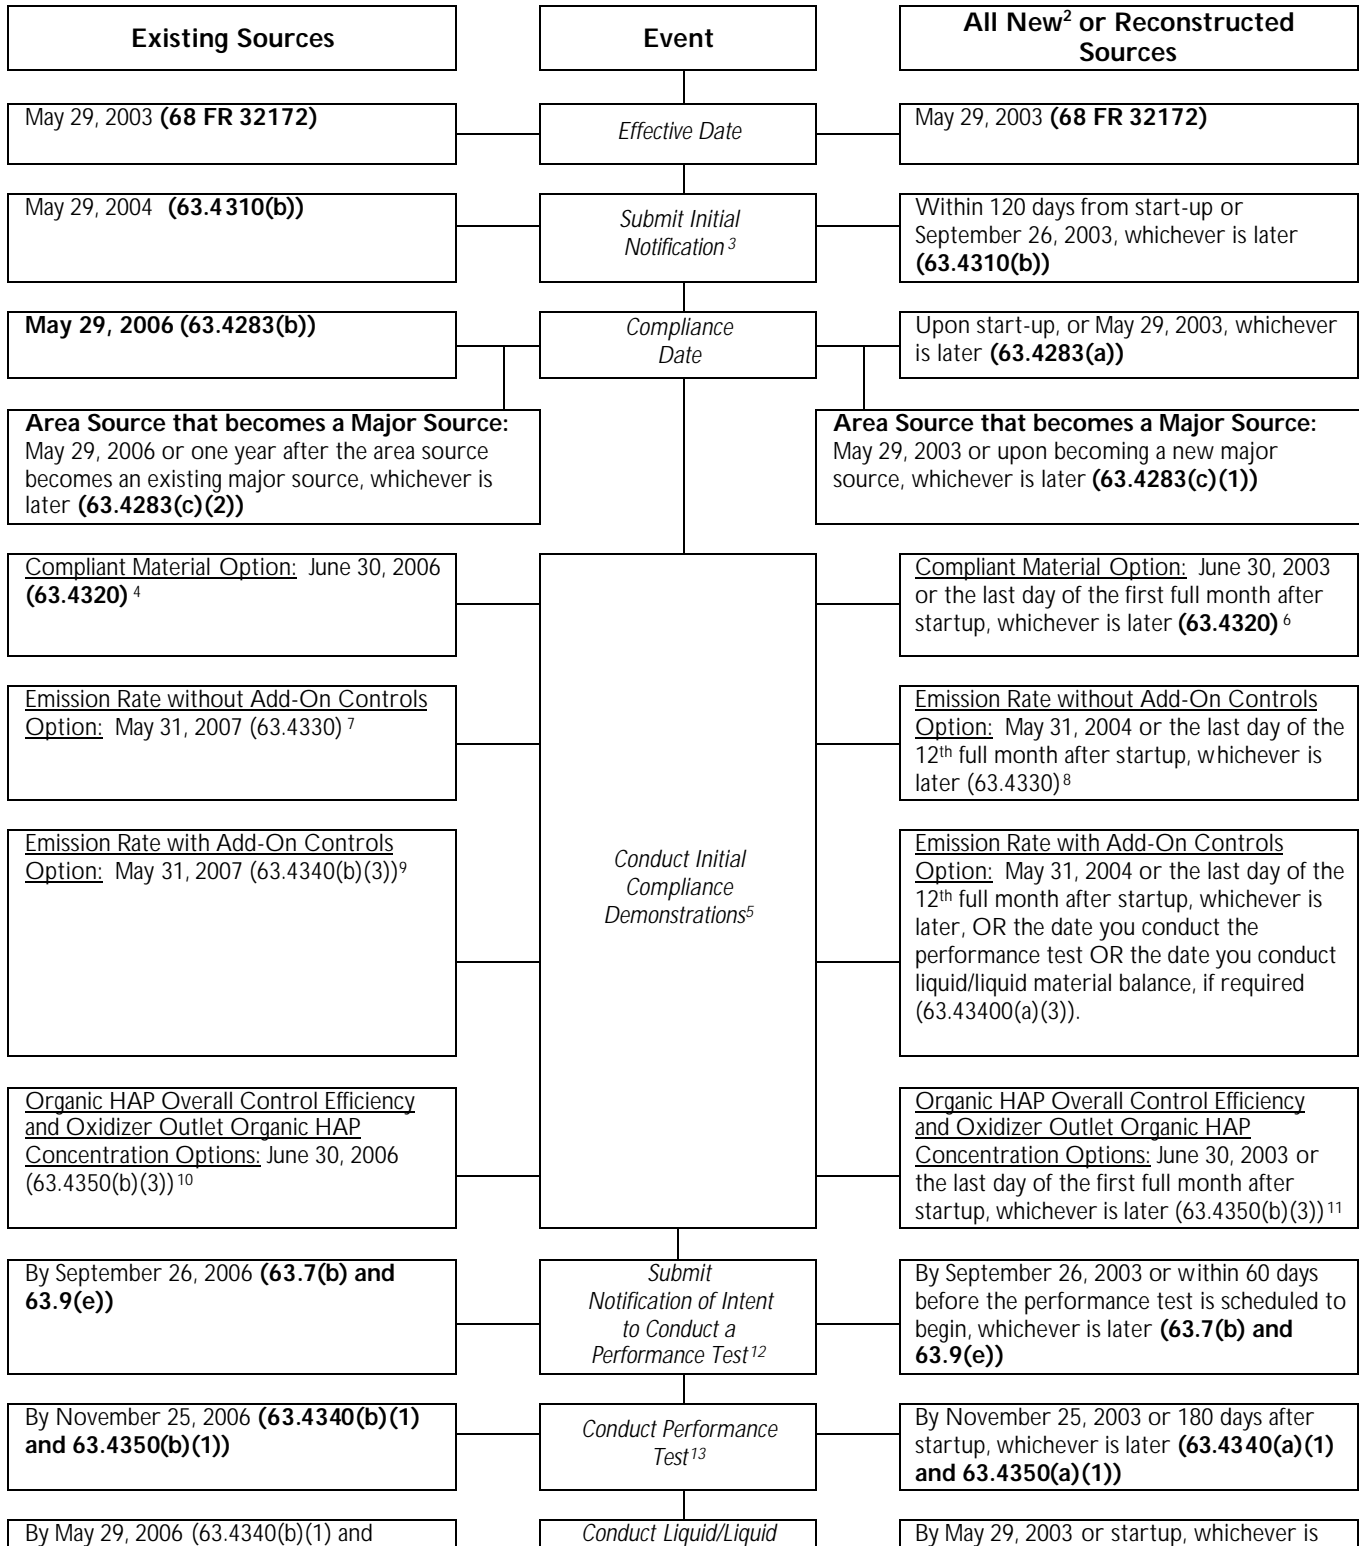 Existing Sources
Event
All New2 or Reconstructed
Sources
May 29, 2003 (68 FR 32172)
Effective Date
May 29, 2003 (68 FR 32172)
May 29, 2004 (63.4310(b))
Submit Initial
Notification 3
Within 120 days from start-up or
September 26, 2003, whichever is later
(63.4310(b))
May 29, 2006 (63.4283(b))
Compliance
Date
Upon start-up, or May 29, 2003, whichever
is later (63.4283(a))
Area Source that becomes a Major Source:
May 29, 2006 or one year after the area source
becomes an existing major source, whichever is
later (63.4283(c)(2))
Area Source that becomes a Major Source:
May 29, 2003 or upon becoming a new major
source, whichever is later (63.4283(c)(1))
Compliant Material Option: June 30, 2006
(63.4320) 4
Compliant Material Option: June 30, 2003
or the last day of the first full month after
startup, whichever is later (63.4320) 6
Emission Rate without Add-On Controls
Option: May 31, 2007 (63.4330) 7
Emission Rate without Add-On Controls
Option: May 31, 2004 or the last day of the
12th full month after startup, whichever is
later (63.4330) 8
Emission Rate with Add-On Controls
Option: May 31, 2007 (63.4340(b)(3))9
Conduct Initial
Compliance
Demonstrations5
Emission Rate with Add-On Controls
Option: May 31, 2004 or the last day of the
12th full month after startup, whichever is
later, OR the date you conduct the
performance test OR the date you conduct
liquid/liquid material balance, if required
(63.43400(a)(3)).
Organic HAP Overall Control Efficiency
and Oxidizer Outlet Organic HAP
Concentration Options: June 30, 2006
(63.4350(b)(3)) 10
Organic HAP Overall Control Efficiency
and Oxidizer Outlet Organic HAP
Concentration Options: June 30, 2003 or
the last day of the first full month after
startup, whichever is later (63.4350(b)(3)) 11
By September 26, 2006 (63.7(b) and
63.9(e))
Submit
Notification of Intent
to Conduct a
Performance Test12
By September 26, 2003 or within 60 days
before the performance test is scheduled to
begin, whichever is later (63.7(b) and
63.9(e))
By November 25, 2006 (63.4340(b)(1)
and 63.4350(b)(1))
Conduct Performance
Test13
By November 25, 2003 or 180 days after
startup, whichever is later (63.4340(a)(1)
and 63.4350(a)(1))
By May 29, 2006 (63.4340(b)(1) and
Conduct Liquid/Liquid
By May 29, 2003 or startup, whichever is